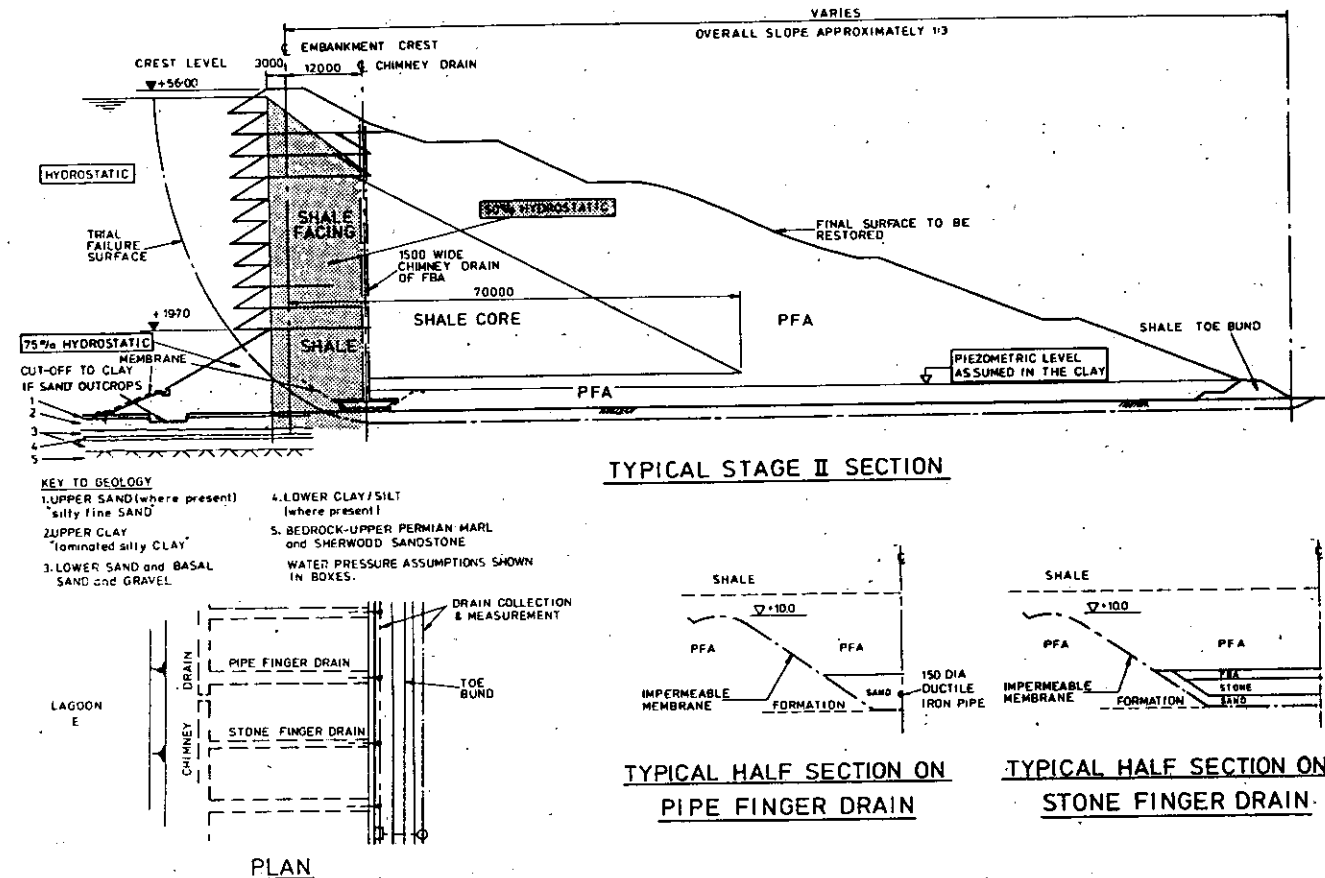 VARIES
OVERALL SLOPE APPROXIMATELY 1:3
℄ EMBANKMENT CREST
CREST LEVEL
3000
12000
℄ CHIMNEY DRAIN
+56·00
HYDROSTATIC
50% HYDROSTATIC
SHALE
FACING
TRIAL
FAILURE
SURFACE
FINAL SURFACE TO BE
RESTORED
1500 WIDE
CHIMNEY DRAIN
OF FBA
70000
+ 1970
SHALE CORE
PFA
SHALE TOE BUND
75% HYDROSTATIC
SHALE
MEMBRANE
CUT-OFF TO CLAY
IF SAND OUTCROPS
PIEZOMETRIC LEVEL
ASSUMED IN THE CLAY
PFA
1
2
3
4
5
TYPICAL STAGE II SECTION
KEY TO GEOLOGY
1. UPPER SAND (where present)
"silty fine SAND"
2. UPPER CLAY
"laminated silty CLAY"
3. LOWER SAND and BASAL
SAND and GRAVEL
4. LOWER CLAY / SILT
(where present)
5. BEDROCK-UPPER PERMIAN MARL
and SHERWOOD SANDSTONE
WATER PRESSURE ASSUMPTIONS SHOWN
IN BOXES.
DRAIN COLLECTION
& MEASUREMENT
PIPE FINGER DRAIN
TOE
BUND
LAGOON
E
CHIMNEY DRAIN
STONE FINGER DRAIN
PLAN
℄
SHALE
+10.0
PFA
PFA
IMPERMEABLE
MEMBRANE
FORMATION
SAND
150 DIA
DUCTILE
IRON PIPE
TYPICAL HALF SECTION ON
PIPE FINGER DRAIN
℄
SHALE
+10.0
PFA
PFA
FBA
STONE
SAND
IMPERMEABLE
MEMBRANE
FORMATION
TYPICAL HALF SECTION ON
STONE FINGER DRAIN